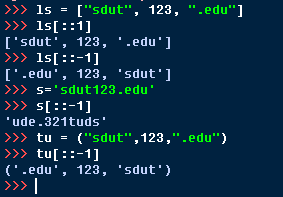 >>> ls = ["sdut", 123, ".edu"]
>>> ls[::1]
['sdut', 123, '.edu']
>>> ls[::-1]
['.edu', 123, 'sdut']
>>> s='sdut123.edu'
>>> s[::-1]
'ude.321tuds'
>>> tu = ("sdut",123,".edu")
>>> tu[::-1]
('.edu', 123, 'sdut')
>>>